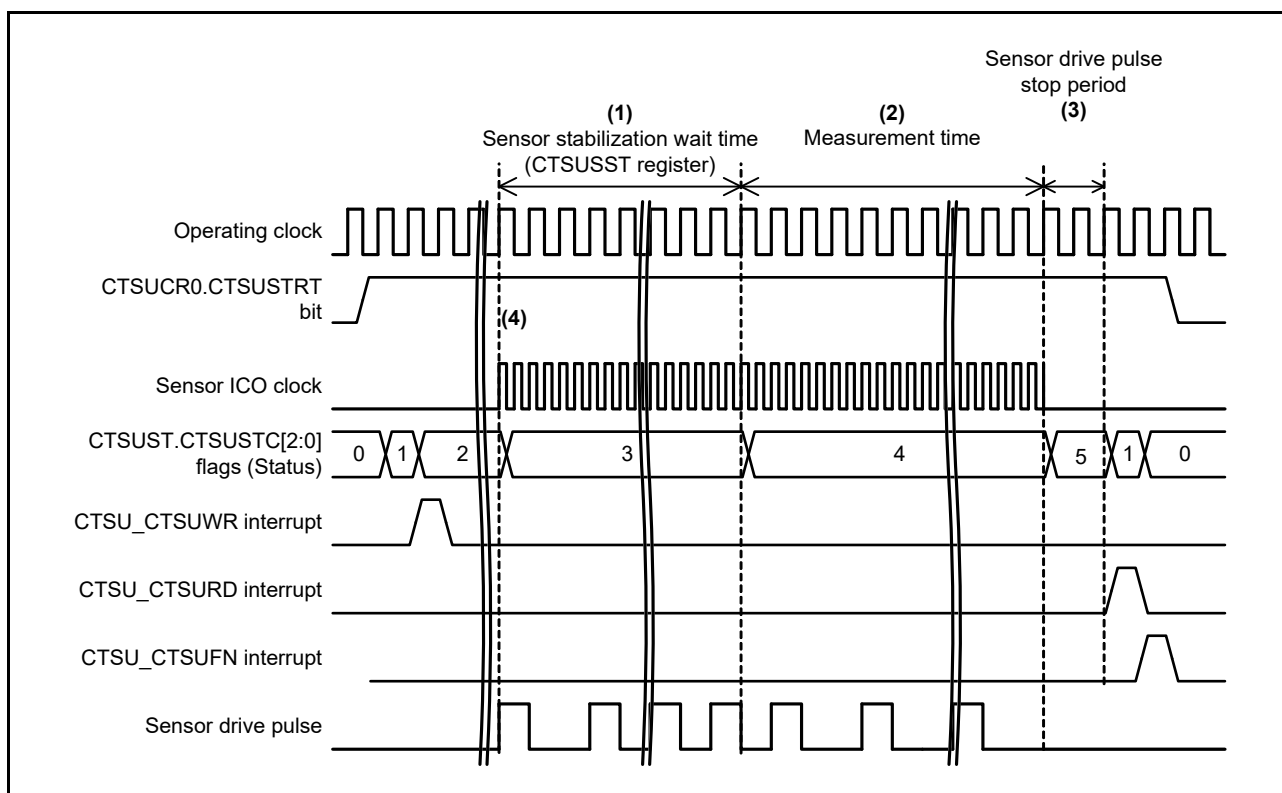 Sensor drive pulse
stop period
(3)
(1)
Sensor stabilization wait time
(CTSUSST register)
(2)
Measurement time
Operating clock
CTSUCR0.CTSUSTRT
bit
(4)
Sensor ICO clock
CTSUST.CTSUSTC[2:0]
flags (Status)
0 1 2 3 4 5 1 0
CTSU_CTSUWR interrupt
CTSU_CTSURD interrupt
CTSU_CTSUFN interrupt
Sensor drive pulse